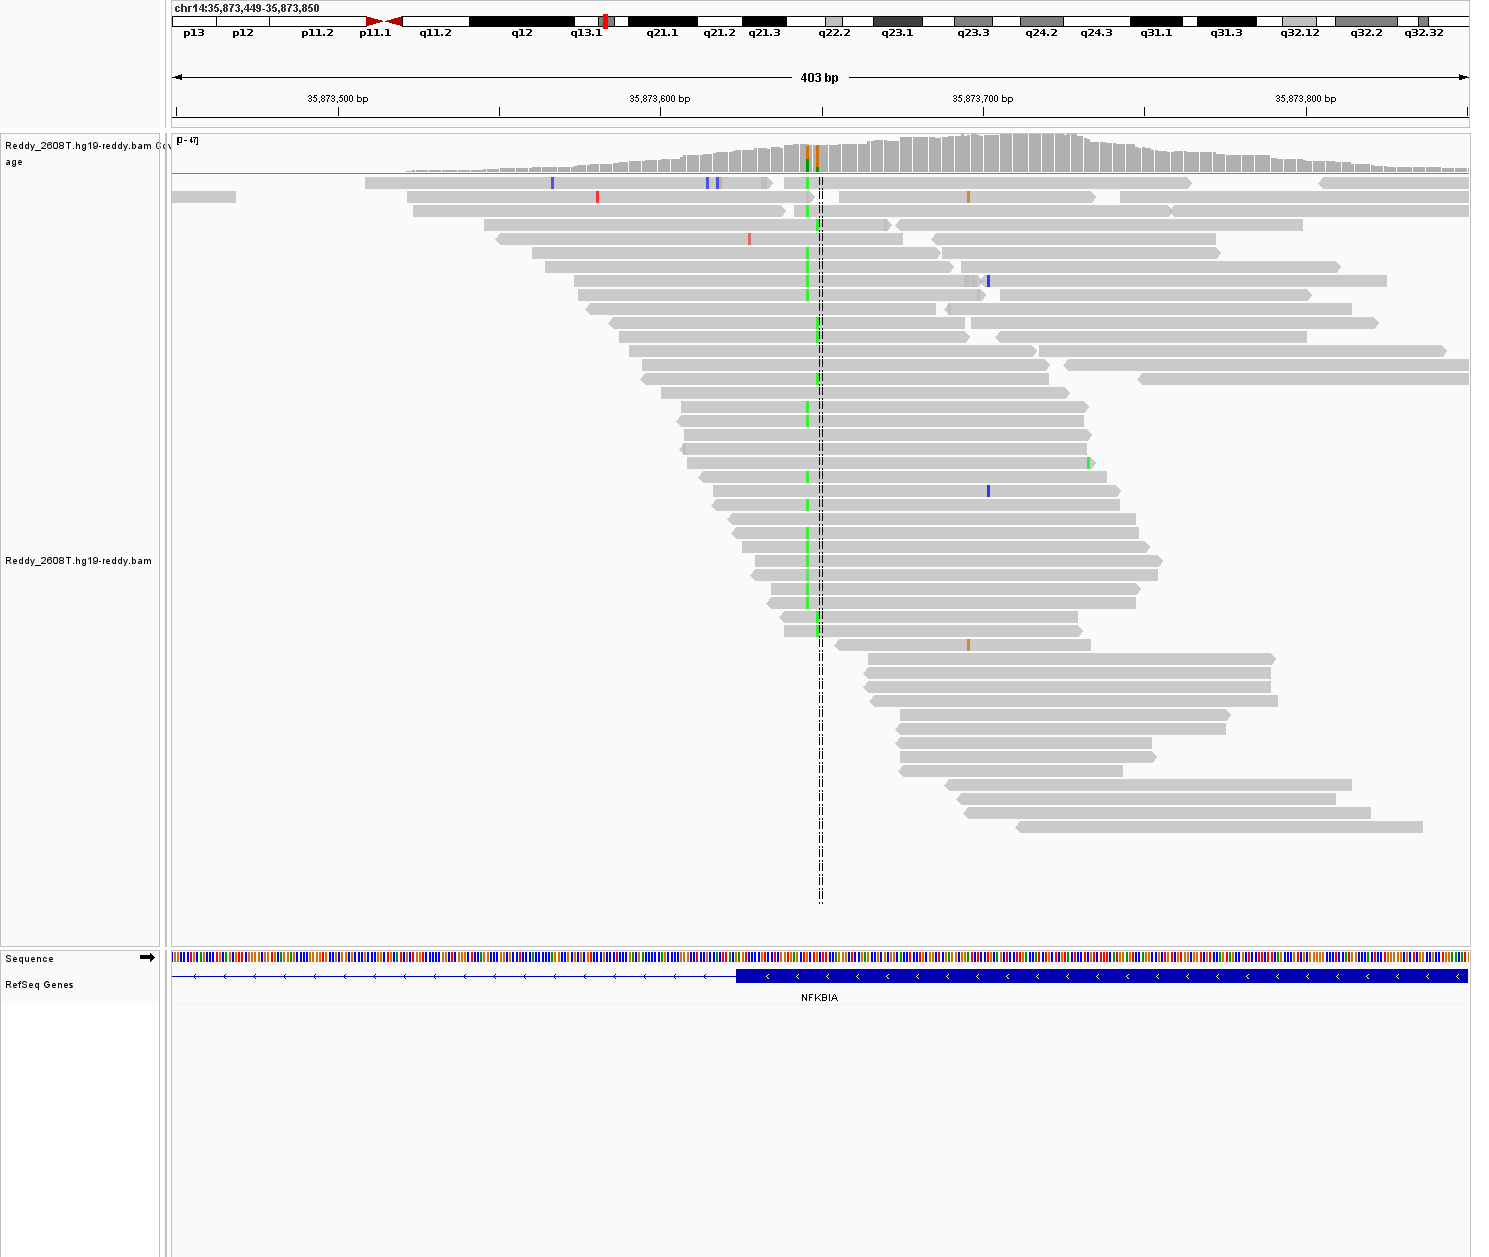 chr14:35,873,449-35,873,850
p13 p12 p11.2 p11.1 q11.2 q12 q13.1 q21.1 q21.2 q21.3 q22.2 q23.1 q23.3 q24.2 q24.3 q31.1 q31.3 q32.12 q32.2 q32.32
403 bp
35,873,500 bp 35,873,600 bp 35,873,700 bp 35,873,800 bp
[0 - 47]
Reddy_2608T.hg19-reddy.bam Cov
age
Reddy_2608T.hg19-reddy.bam
Sequence
RefSeq Genes
NFKBIA